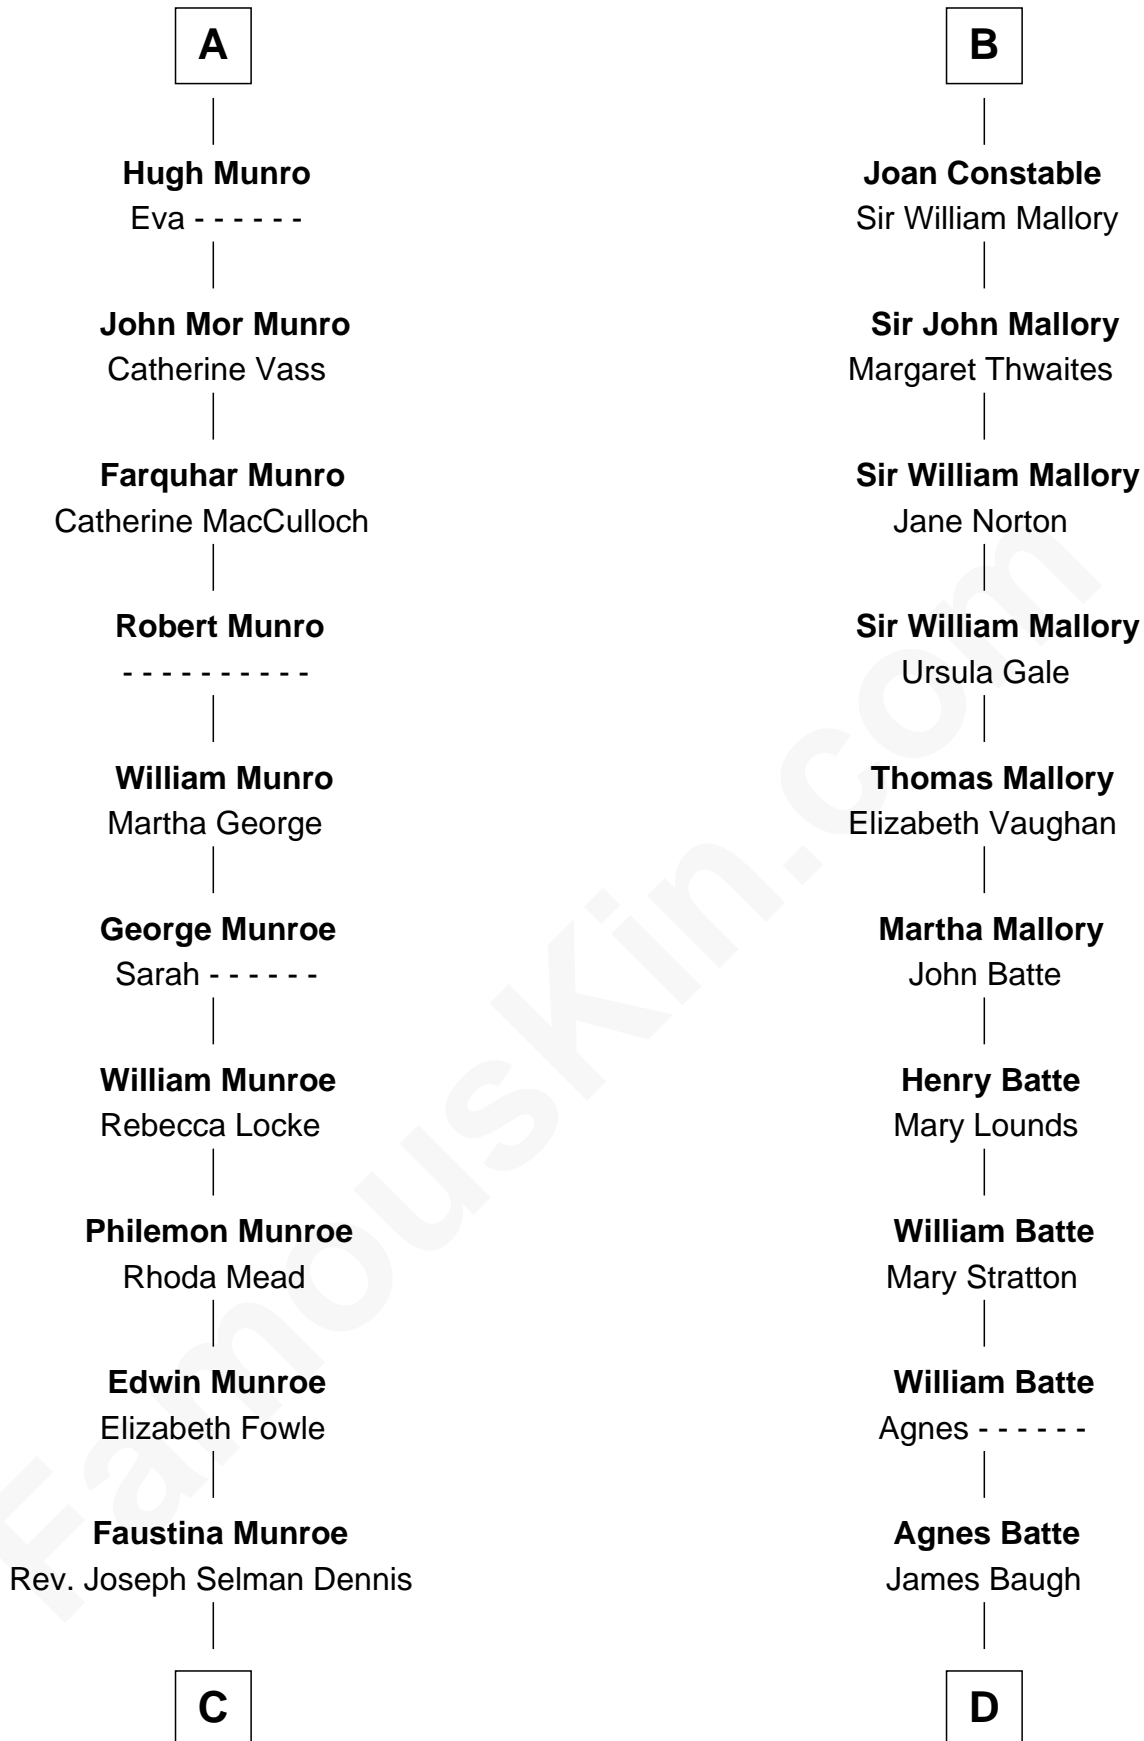 A
Hugh Munro
Eva - - - - - -
John Mor Munro
Catherine Vass
Farquhar Munro
Catherine MacCulloch
Robert Munro
- - - - - - - - - -
William Munro
Martha George
George Munroe
Sarah - - - - - -
William Munroe
Rebecca Locke
Philemon Munroe
Rhoda Mead
Edwin Munroe
Elizabeth Fowle
Faustina Munroe
Rev. Joseph Selman Dennis
C
B
Joan Constable
Sir William Mallory
Sir John Mallory
Margaret Thwaites
Sir William Mallory
Jane Norton
Sir William Mallory
Ursula Gale
Thomas Mallory
Elizabeth Vaughan
Martha Mallory
John Batte
Henry Batte
Mary Lounds
William Batte
Mary Stratton
William Batte
Agnes - - - - - -
Agnes Batte
James Baugh
D
FamousKin.com